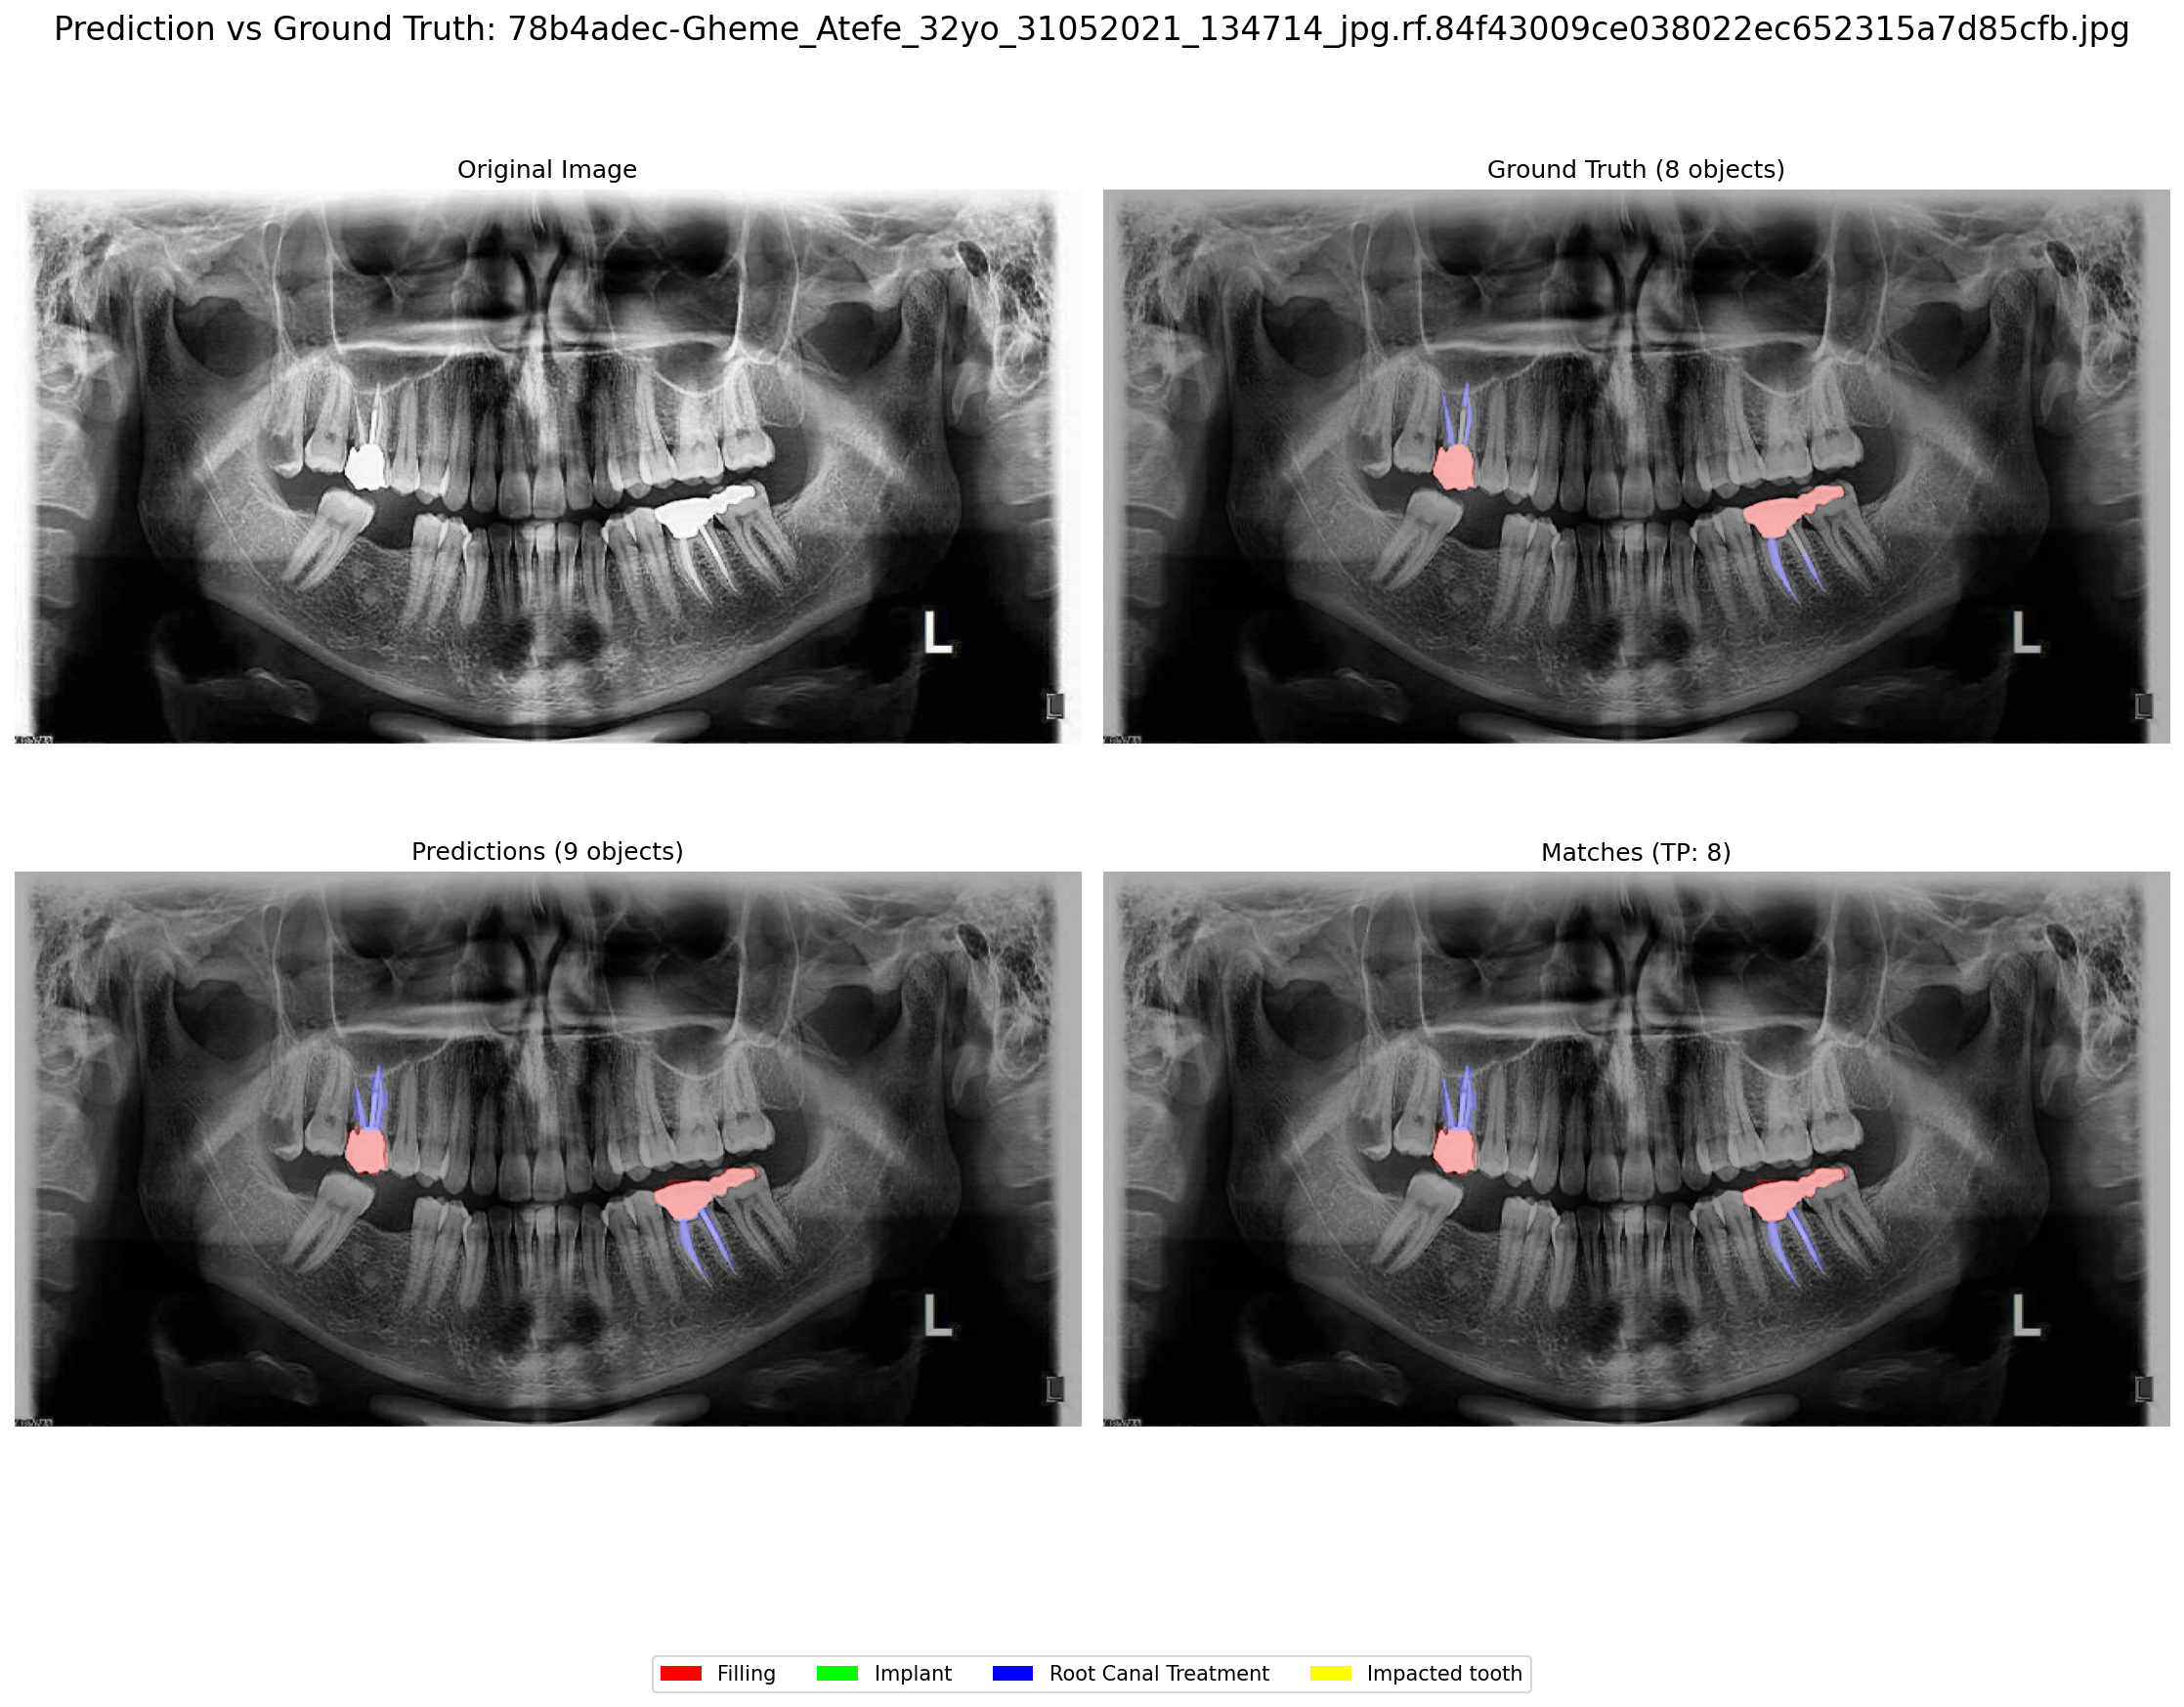 Prediction vs Ground Truth: 78b4adec-Gheme_Atefe_32yo_31052021_134714_jpg.rf.84f43009ce038022ec652315a7d85cfb.jpg
Original Image
Ground Truth (8 objects)
L
L
Predictions (9 objects)
Matches (TP: 8)
L
L
Filling
Implant
Root Canal Treatment
Impacted tooth